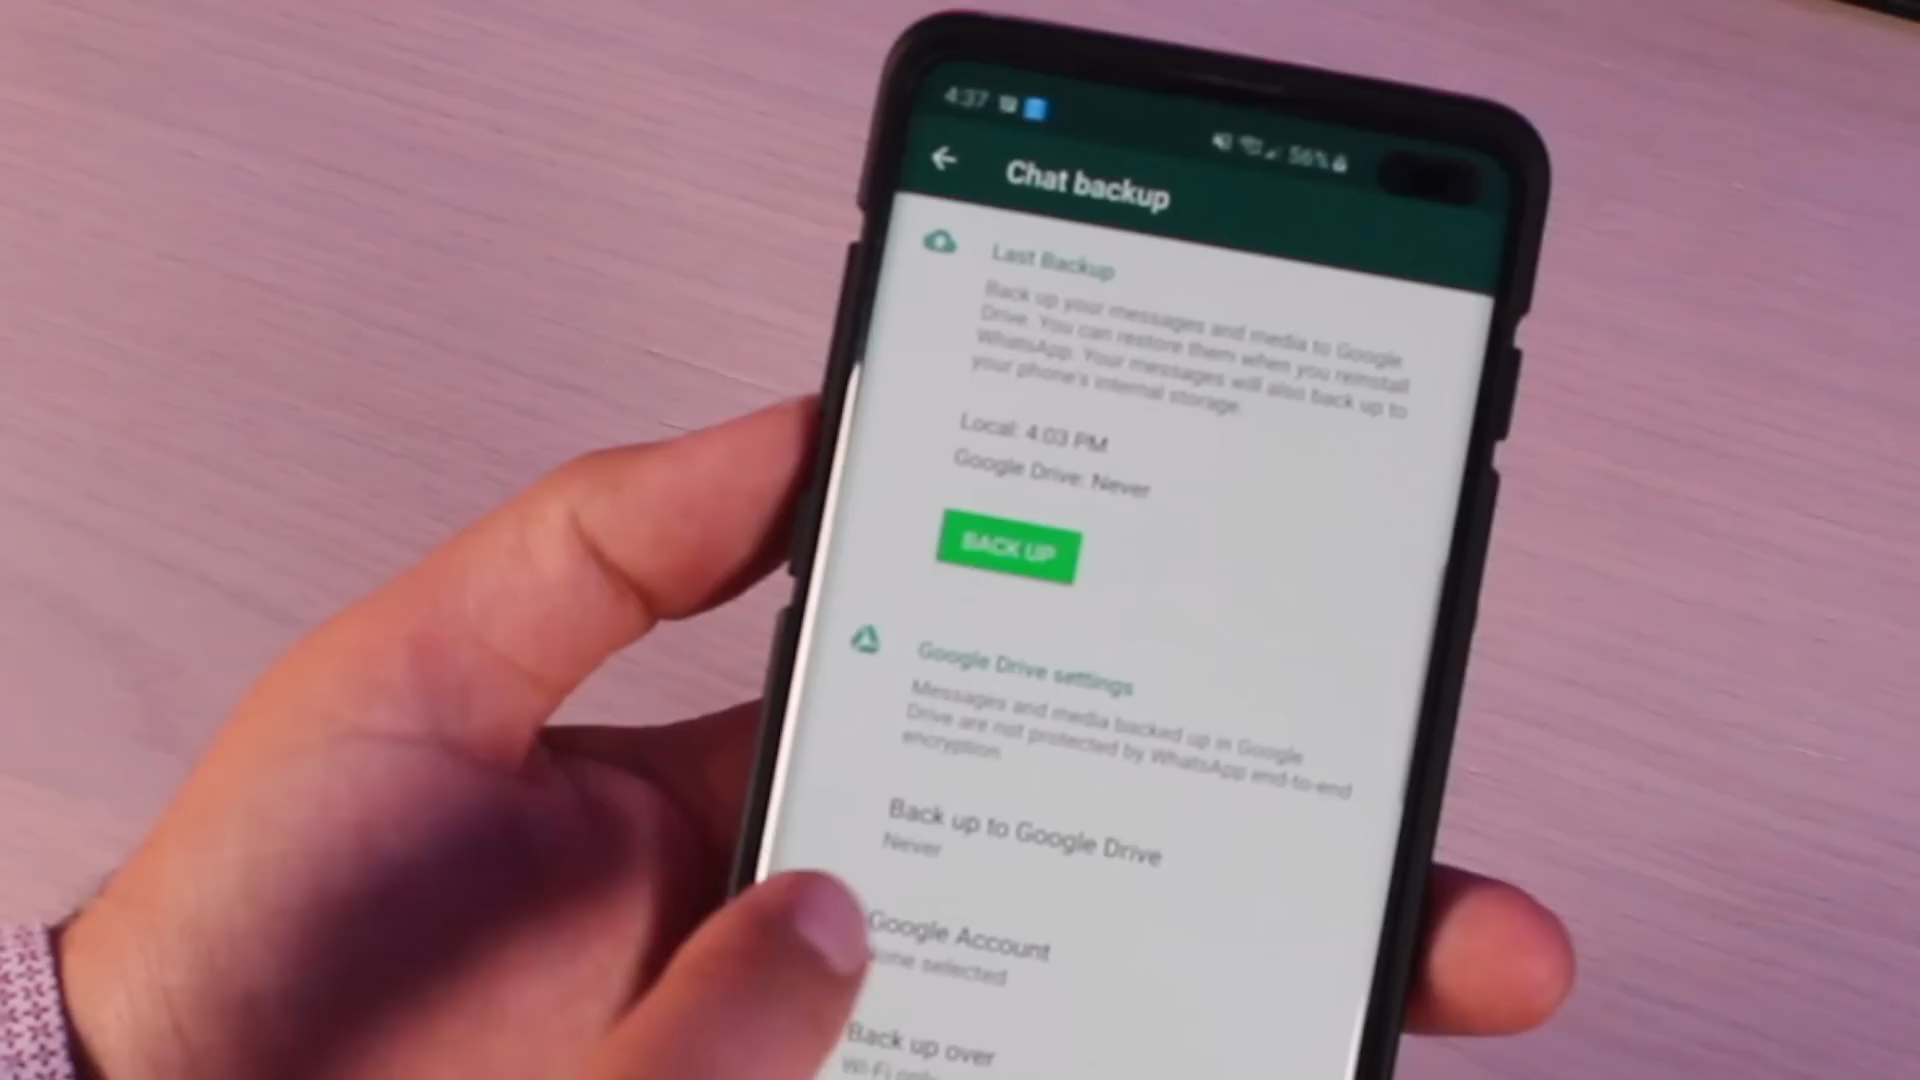 4:37
56%
Chat backup
Last Backup
Back up your messages and media to Google
Drive. You can restore them when you reinstall
WhatsApp. Your messages will also back up to
your phone's internal storage.
Local: 4:03 PM
Google Drive: Never
BACK UP
Google Drive settings
Messages and media backed up in Google
Drive are not protected by WhatsApp end-to-end
encryption.
Back up to Google Drive
Never
Google Account
None selected
Back up over
Wi-Fi only